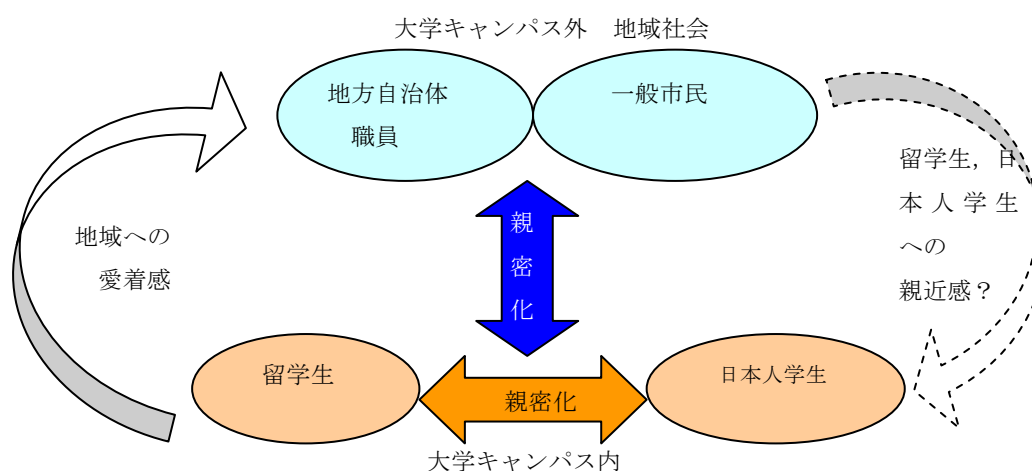 大学キャンパス外　地域社会
地方自治体
職員
一般市民
留学生，日
本人学生
への
親近感？
地域への
愛着感
親密化
留学生
親密化
日本人学生
大学キャンパス内